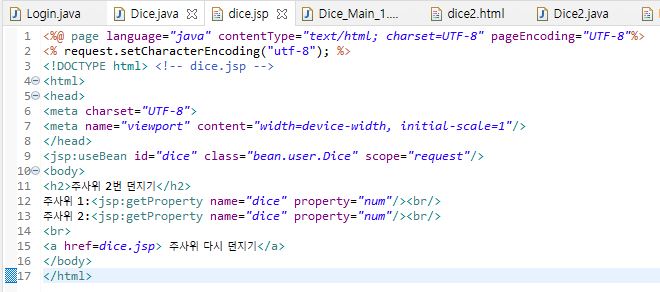 Login.java Dice.java dice.jsp Dice_Main_1.... dice2.html Dice2.java
1 <%@ page language="java" contentType="text/html; charset=UTF-8" pageEncoding="UTF-8"%>
2 <% request.setCharacterEncoding("utf-8"); %>
3 <!DOCTYPE html> <!-- dice.jsp -->
4 <html>
5 <head>
6 <meta charset="UTF-8">
7 <meta name="viewport" content="width=device-width, initial-scale=1"/>
8 </head>
9 <jsp:useBean id="dice" class="bean.user.Dice" scope="request"/>
10 <body>
11 <h2>주사위 2번 던지기</h2>
12 주사위 1:<jsp:getProperty name="dice" property="num"/><br/>
13 주사위 2:<jsp:getProperty name="dice" property="num"/><br/>
14 <br>
15 <a href=dice.jsp> 주사위 다시 던지기</a>
16 </body>
17 </html>